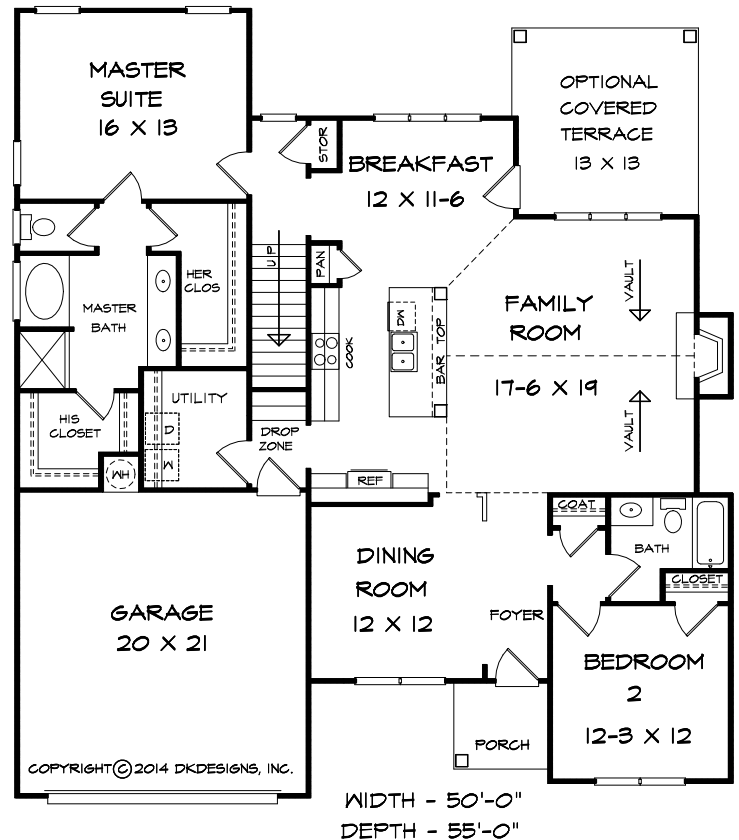 MASTER
SUITE
16 X 13
STOR
BREAKFAST
12 X 11-6
OPTIONAL
COVERED
TERRACE
13 X 13
HER
CLOS
UP
PAN
MASTER
BATH
DW
COOK
BAR TOP
FAMILY
ROOM
17-6 X 19
VAULT
VAULT
HIS
CLOSET
UTILITY
D
W
WH
DROP
ZONE
REF
COAT
BATH
CLOSET
DINING
ROOM
12 X 12
FOYER
GARAGE
20 X 21
BEDROOM
2
12-3 X 12
PORCH
COPYRIGHT © 2014 DKDESIGNS, INC.
WIDTH - 50'-0"
DEPTH - 55'-0"